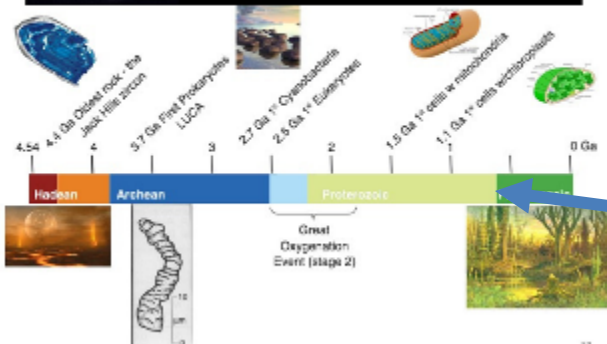 4.4 Ga Oldest rock - the
Jack Hills zircon
3.7 Ga First Prokaryotes
LUCA
2.7 Ga 1st Cyanobacteria
2.5 Ga 1st Eukaryotes
1.5 Ga 1st cells w mitochondria
1.1 Ga 1st cells w/chloroplasts
4.54
4
3
2
1
0 Ga
Hadean
Archean
Proterozoic
Great
Oxygenation
Event (stage 2)
10
µm